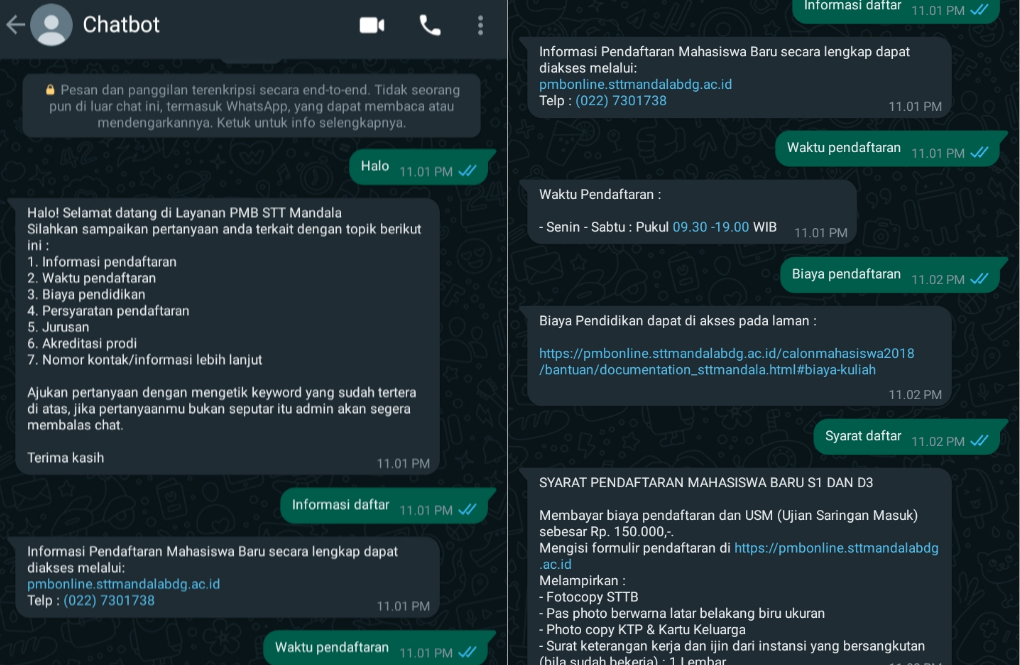 Chatbot
Pesan dan panggilan terenkripsi secara end-to-end. Tidak seorang
pun di luar chat ini, termasuk WhatsApp, yang dapat membaca atau
mendengarkannya. Ketuk untuk info selengkapnya.
Halo 11.01 PM
Halo! Selamat datang di Layanan PMB STT Mandala
Silahkan sampaikan pertanyaan anda terkait dengan topik berikut
ini :
1. Informasi pendaftaran
2. Waktu pendaftaran
3. Biaya pendidikan
4. Persyaratan pendaftaran
5. Jurusan
6. Akreditasi prodi
7. Nomor kontak/informasi lebih lanjut
Ajukan pertanyaan dengan mengetik keyword yang sudah tertera
di atas, jika pertanyaanmu bukan seputar itu admin akan segera
membalas chat.
Terima kasih
11.01 PM
Informasi daftar 11.01 PM
Informasi Pendaftaran Mahasiswa Baru secara lengkap dapat
diakses melalui:
pmbonline.sttmandalabdg.ac.id
Telp : (022) 7301738
11.01 PM
Waktu pendaftaran 11.01 PM
Informasi daftar 11.01 PM
Informasi Pendaftaran Mahasiswa Baru secara lengkap dapat
diakses melalui:
pmbonline.sttmandalabdg.ac.id
Telp : (022) 7301738
11.01 PM
Waktu pendaftaran 11.01 PM
Waktu Pendaftaran :
- Senin - Sabtu : Pukul 09.30 -19.00 WIB 11.01 PM
Biaya pendaftaran 11.02 PM
Biaya Pendidikan dapat di akses pada laman :
https://pmbonline.sttmandalabdg.ac.id/calonmahasiswa2018
/bantuan/documentation_sttmandala.html#biaya-kuliah
11.02 PM
Syarat daftar 11.02 PM
SYARAT PENDAFTARAN MAHASISWA BARU S1 DAN D3
Membayar biaya pendaftaran dan USM (Ujian Saringan Masuk)
sebesar Rp. 150.000,-.
Mengisi formulir pendaftaran di https://pmbonline.sttmandalabdg
.ac.id
Melampirkan :
- Fotocopy STTB
- Pas photo berwarna latar belakang biru ukuran
- Photo copy KTP & Kartu Keluarga
- Surat keterangan kerja dan ijin dari instansi yang bersangkutan
(bila sudah bekerja) : 1 Lembar